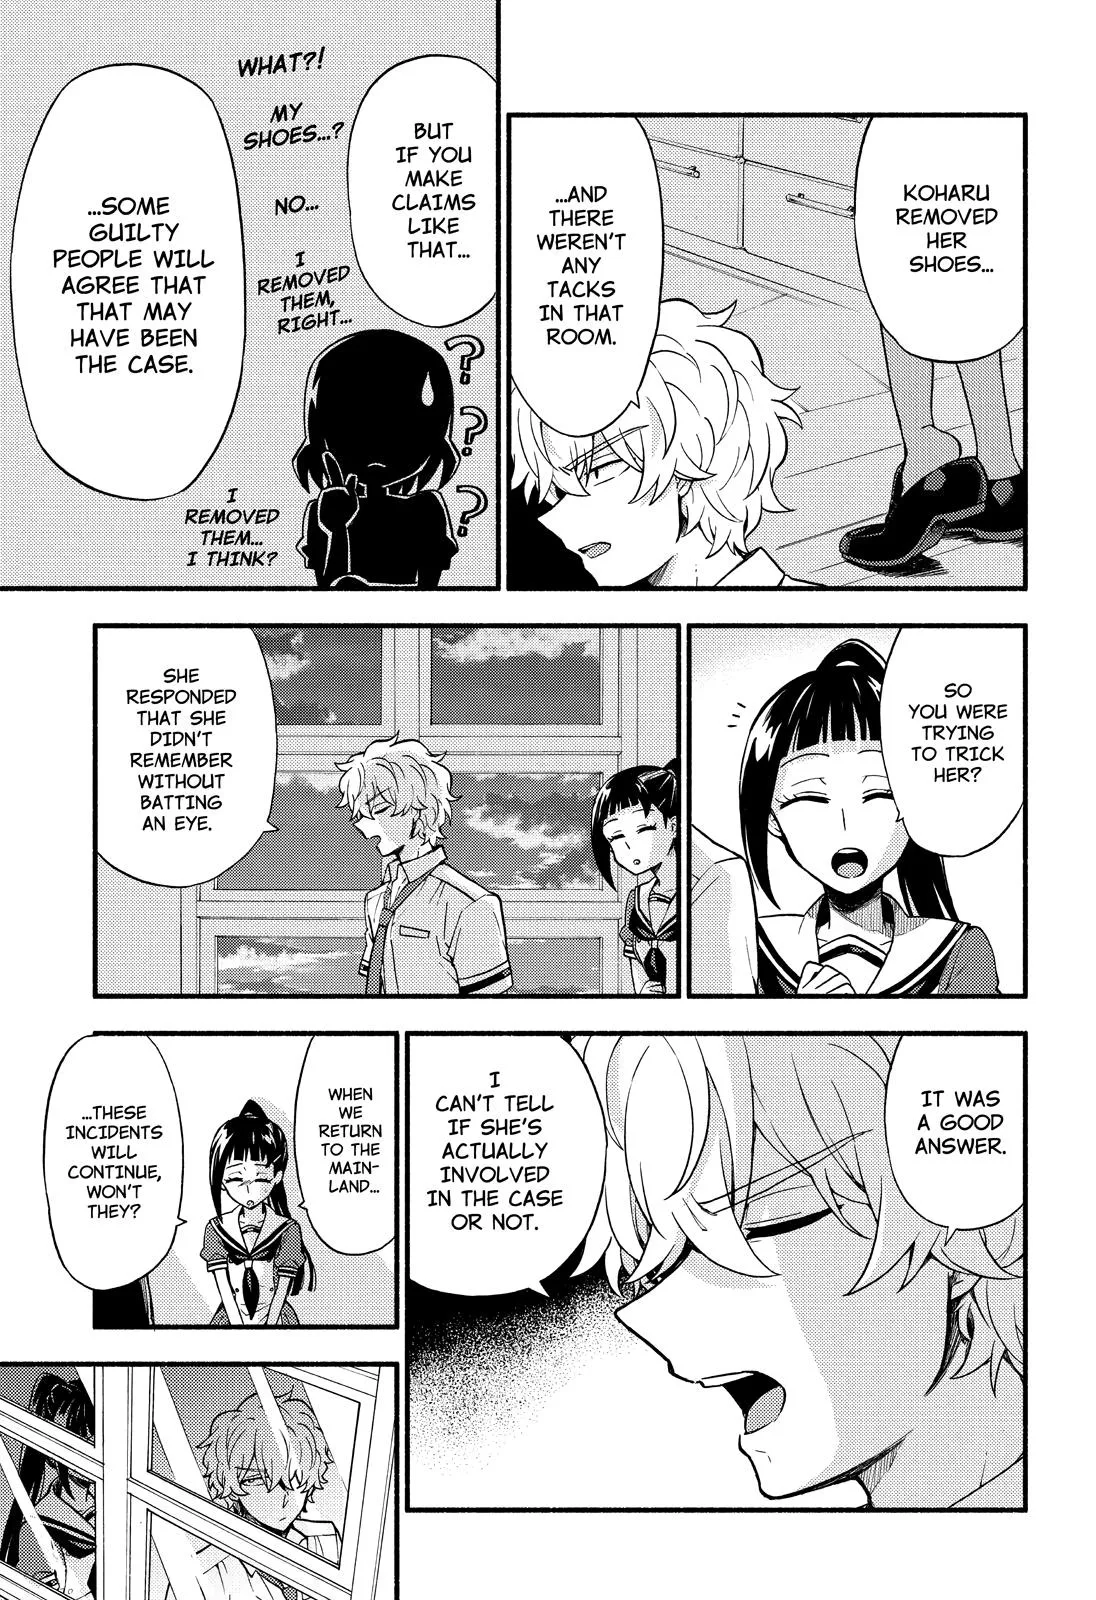 KOHARU
REMOVED
HER
SHOES...
...AND
THERE
WEREN'T
ANY
TACKS
IN THAT
ROOM.
BUT
IF YOU
MAKE
CLAIMS
LIKE
THAT...
WHAT?!
MY
SHOES...?
NO...
I
REMOVED
THEM,
RIGHT...
I
REMOVED
THEM...
I THINK?
? ? ? ?
...SOME
GUILTY
PEOPLE WILL
AGREE THAT
THAT MAY
HAVE BEEN
THE CASE.
SO
YOU WERE
TRYING
TO TRICK
HER?
SHE
RESPONDED
THAT SHE
DIDN'T
REMEMBER
WITHOUT
BATTING
AN EYE.
IT WAS
A GOOD
ANSWER.
I
CAN'T TELL
IF SHE'S
ACTUALLY
INVOLVED
IN THE CASE
OR NOT.
WHEN
WE
RETURN
TO THE
MAIN-
LAND...
...THESE
INCIDENTS
WILL
CONTINUE,
WON'T
THEY?